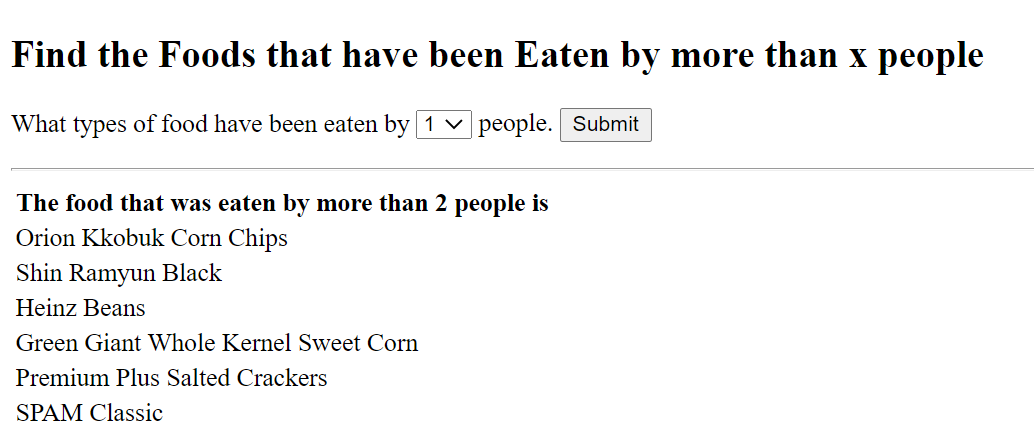 Find the Foods that have been Eaten by more than x people
What types of food have been eaten by 1 people. Submit
The food that was eaten by more than 2 people is
Orion Kkobuk Corn Chips
Shin Ramyun Black
Heinz Beans
Green Giant Whole Kernel Sweet Corn
Premium Plus Salted Crackers
SPAM Classic